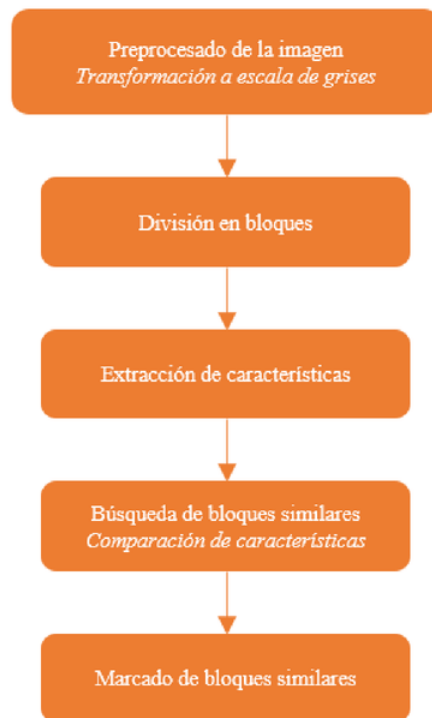 Preprocesado de la imagen
Transformación a escala de grises
División en bloques
Extracción de características
Búsqueda de bloques similares
Comparación de características
Marcado de bloques similares